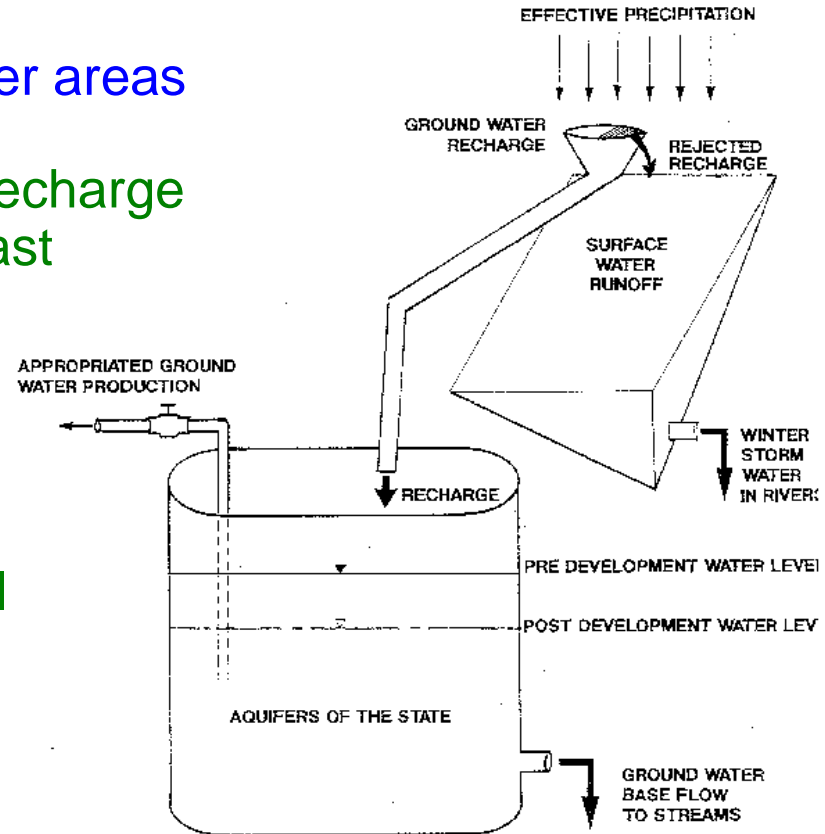 er areas
echarge
ast
EFFECTIVE PRECIPITATION
GROUND WATER
RECHARGE
REJECTED
RECHARGE
SURFACE
WATER
RUNOFF
APPROPRIATED GROUND
WATER PRODUCTION
WINTER
STORM
WATER
IN RIVERS
RECHARGE
PRE DEVELOPMENT WATER LEVEL
POST DEVELOPMENT WATER LEV
AQUIFERS OF THE STATE
GROUND WATER
BASE FLOW
TO STREAMS